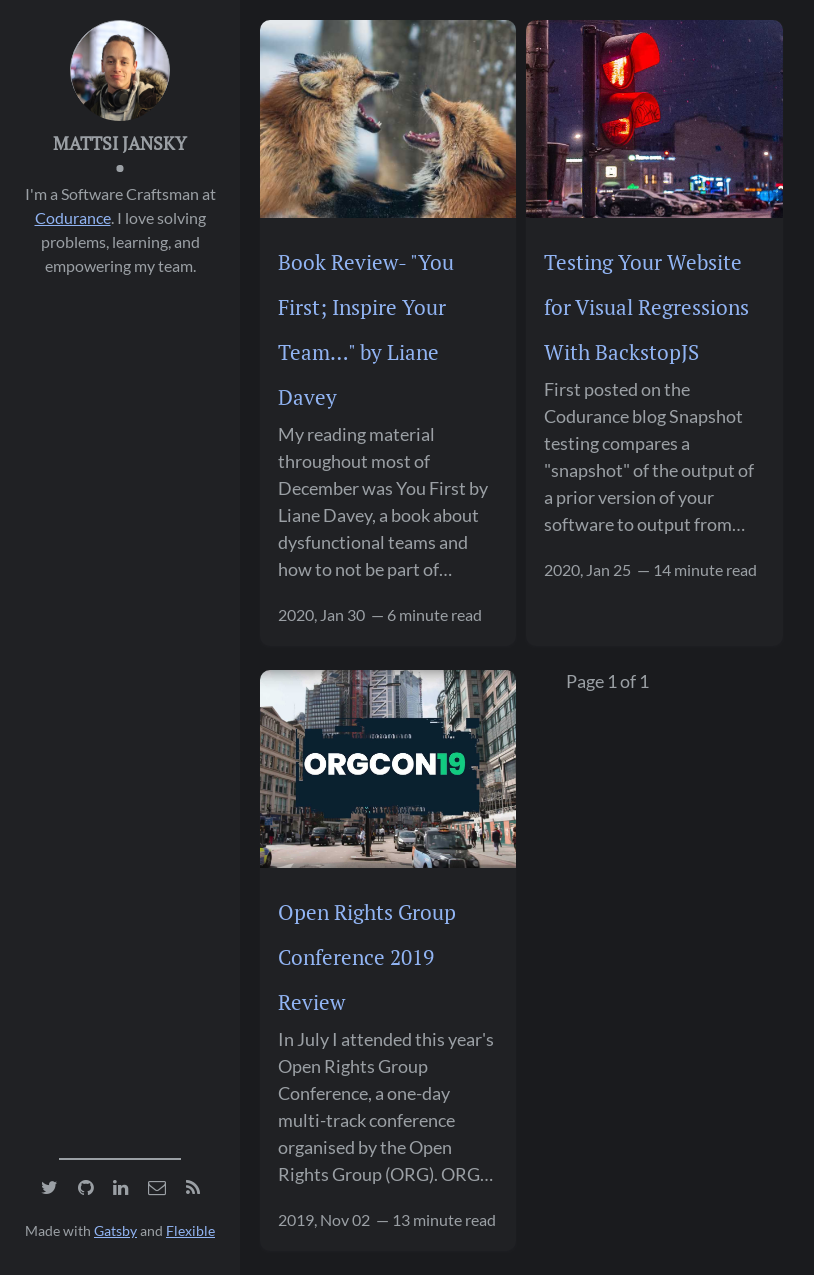 MATTSI JANSKY
I'm a Software Craftsman at
Codurance. I love solving
problems, learning, and
empowering my team.
Book Review- "You
First; Inspire Your
Team..." by Liane
Davey
My reading material
throughout most of
December was You First by
Liane Davey, a book about
dysfunctional teams and
how to not be part of…
2020, Jan 30 — 6 minute read
Testing Your Website
for Visual Regressions
With BackstopJS
First posted on the
Codurance blog Snapshot
testing compares a
"snapshot" of the output of
a prior version of your
software to output from…
2020, Jan 25 — 14 minute read
ORGCON19
Open Rights Group
Conference 2019
Review
In July I attended this year's
Open Rights Group
Conference, a one-day
multi-track conference
organised by the Open
Rights Group (ORG). ORG…
2019, Nov 02 — 13 minute read
Page 1 of 1
Made with Gatsby and Flexible